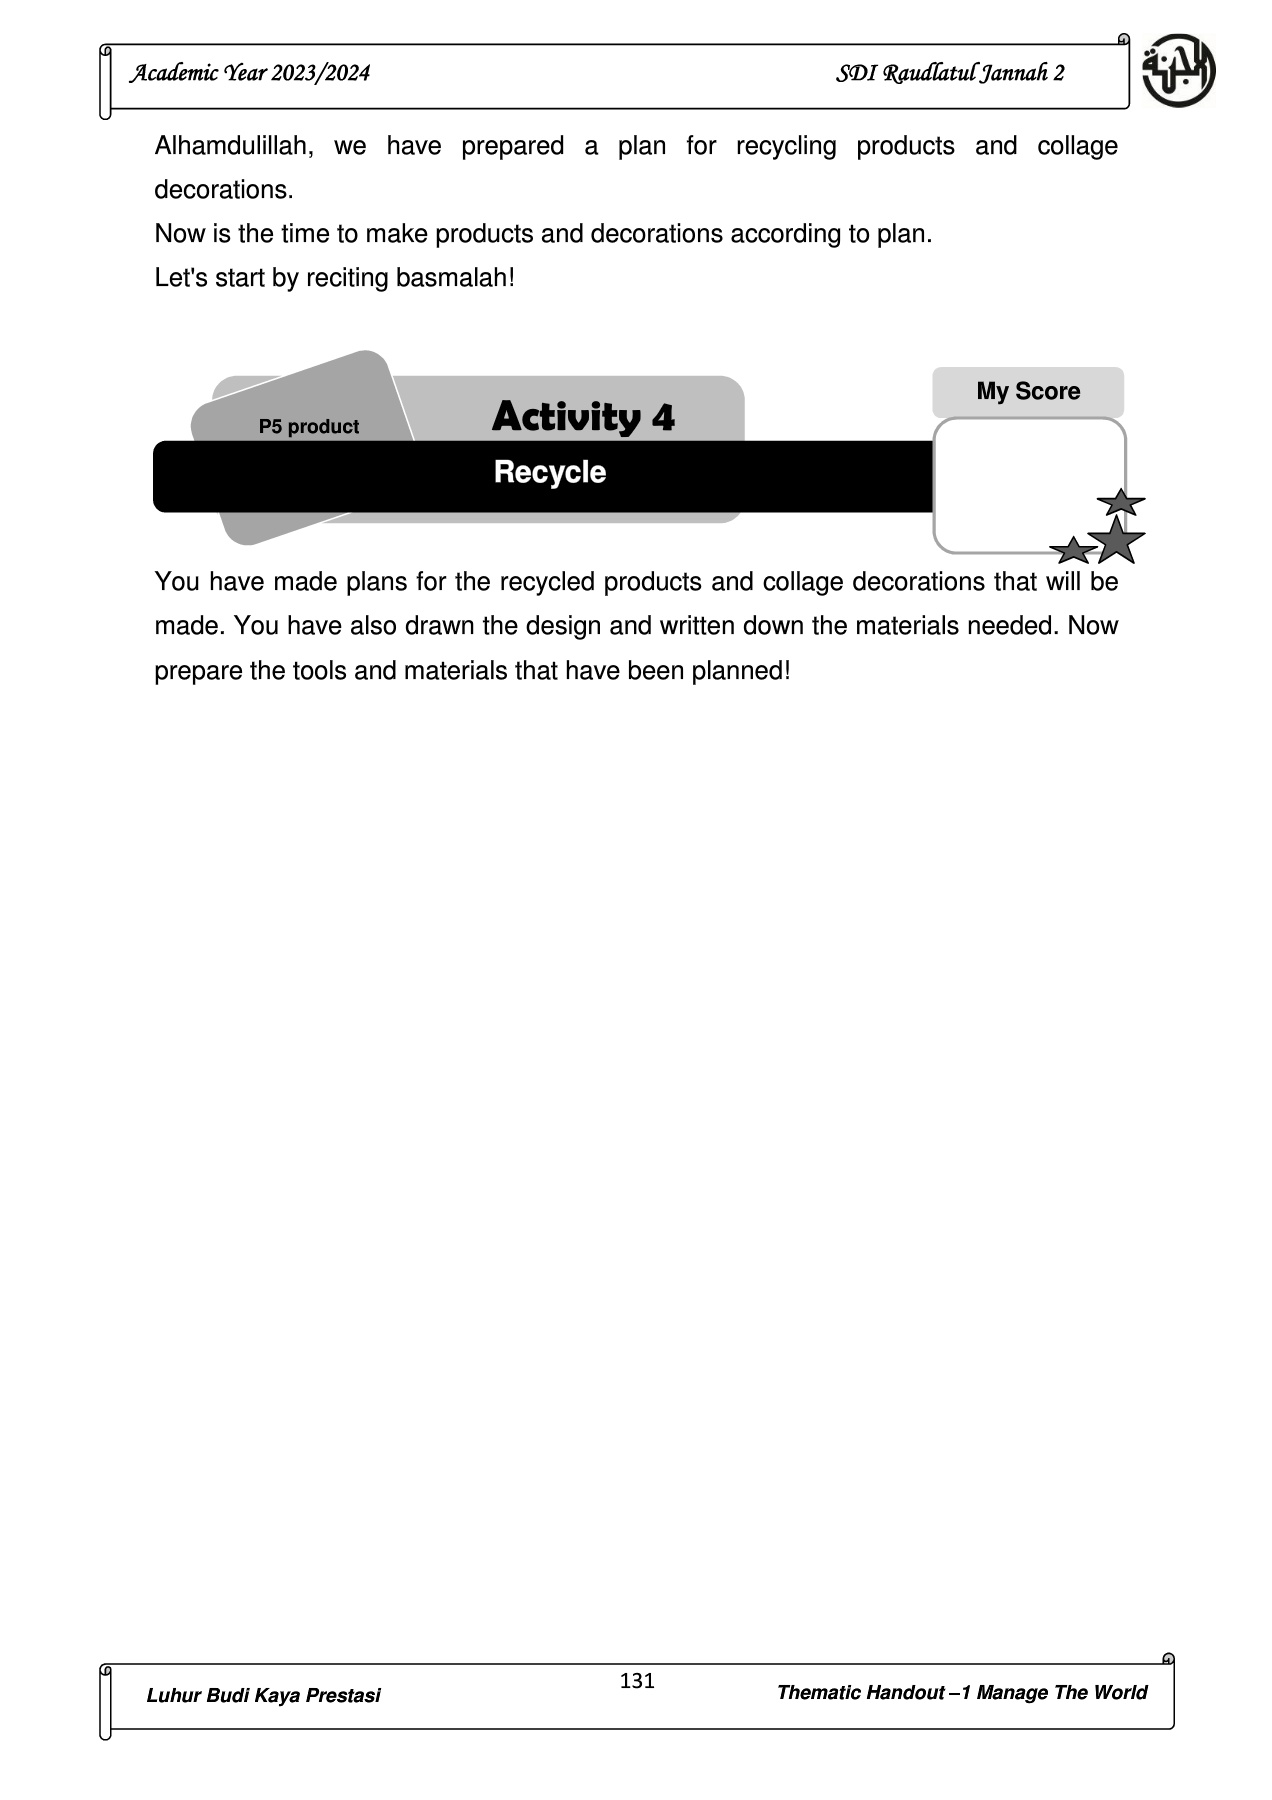 Academic Year 2023/2024 SDI Raudlatul Jannah 2
Alhamdulillah, we have prepared a plan for recycling products and collage
decorations.
Now is the time to make products and decorations according to plan.
Let's start by reciting basmalah!
My Score
P5 product
Activity 4
Recycle
You have made plans for the recycled products and collage decorations that will be
made. You have also drawn the design and written down the materials needed. Now
prepare the tools and materials that have been planned!
131
Luhur Budi Kaya Prestasi
Thematic Handout –1 Manage The World